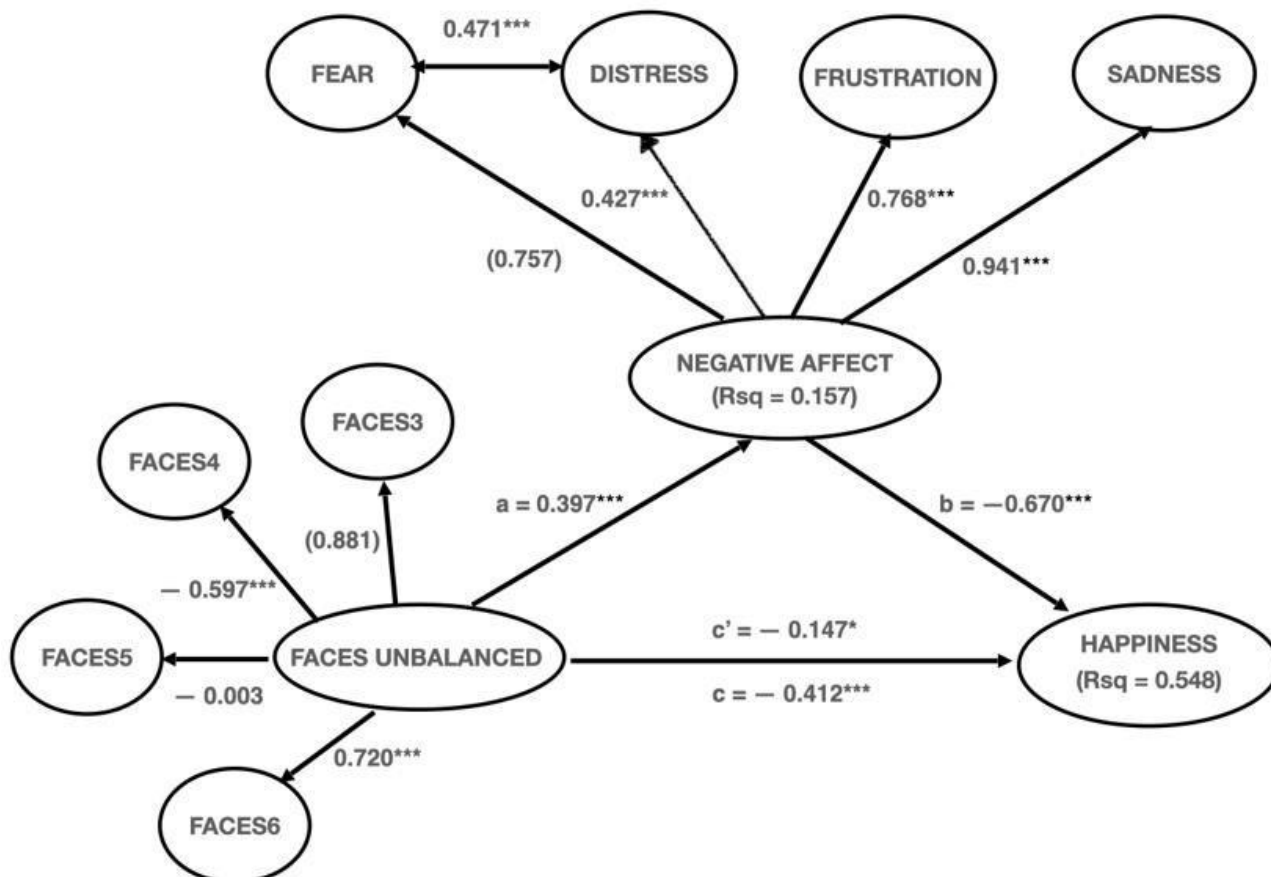 0.471***
FEAR
DISTRESS
FRUSTRATION
SADNESS
0.427***
0.768***
(0.757)
0.941***
NEGATIVE AFFECT
(Rsq = 0.157)
FACES3
FACES4
a = 0.397***
b = —0.670***
(0.881)
— 0.597***
c’ = — 0.147*
HAPPINESS
FACES5
FACES UNBALANCED
(Rsq = 0.548)
— 0.003
c = — 0.412***
0.720***
FACES6